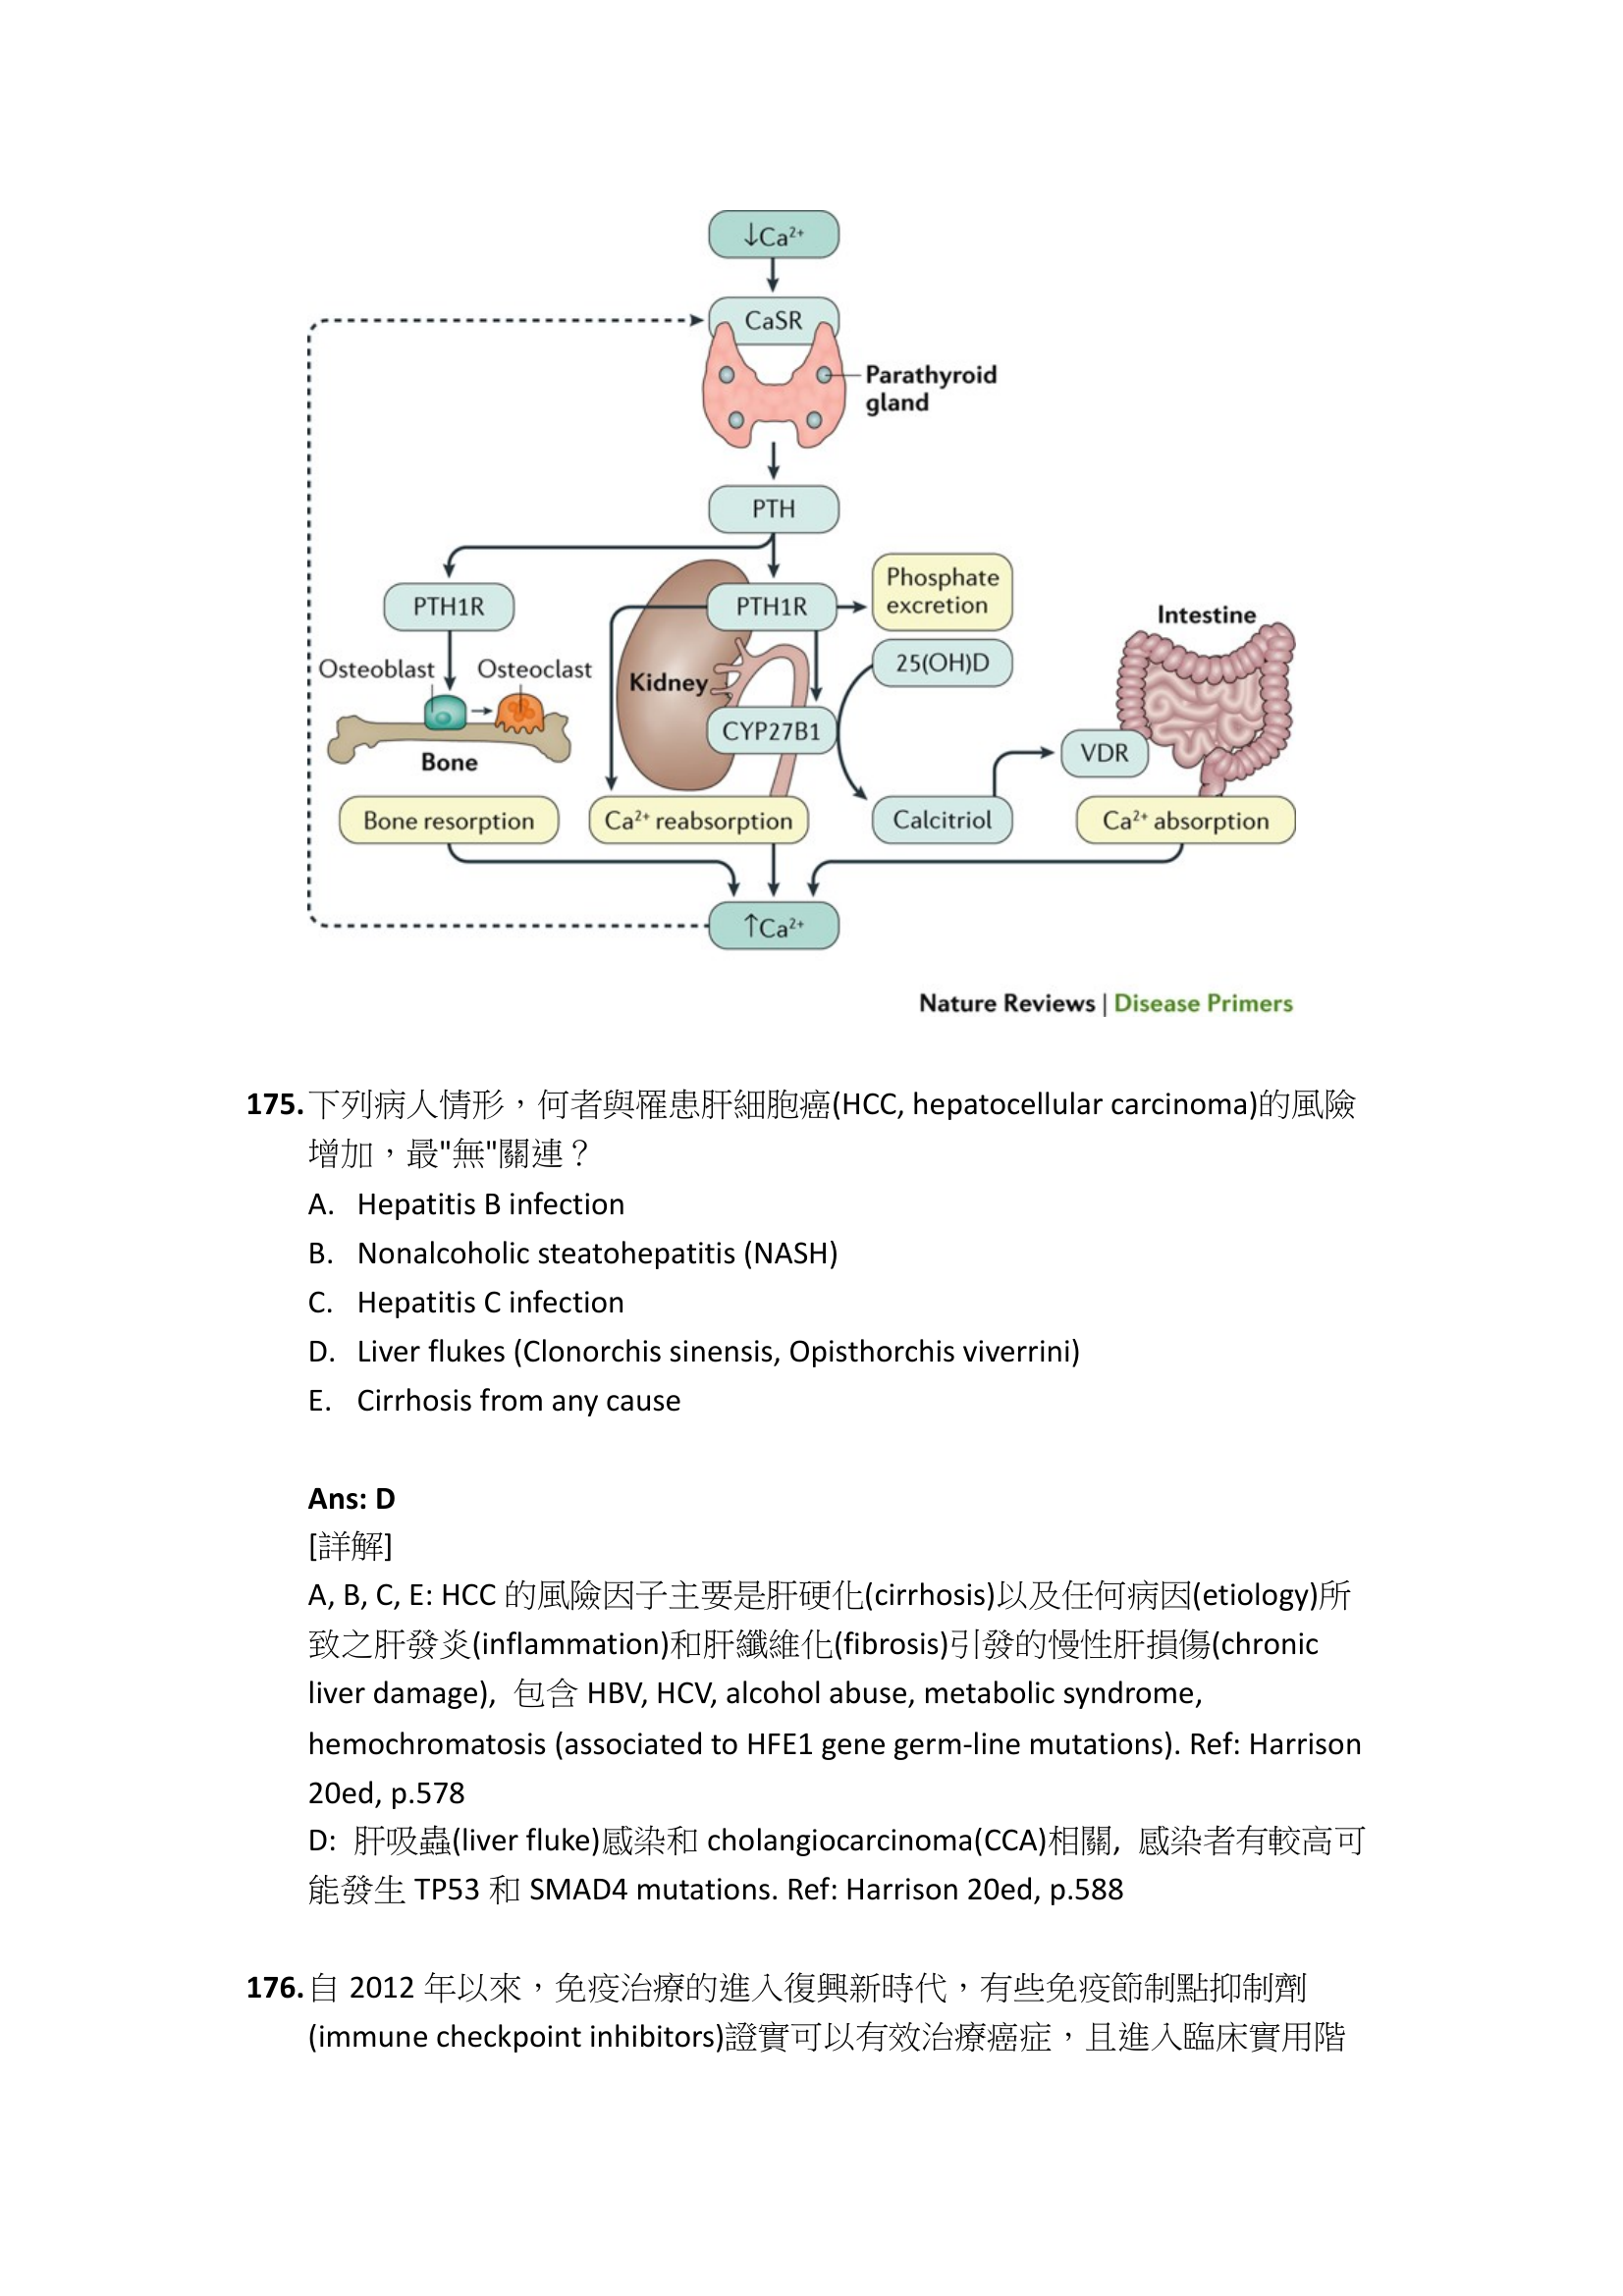 ↓Ca²⁺
CaSR
Parathyroid
gland
PTH
PTH1R
PTH1R
Phosphate
excretion
Osteoblast
Osteoclast
Kidney
25(OH)D
Intestine
CYP27B1
VDR
Bone
Bone resorption
Ca²⁺ reabsorption
Calcitriol
Ca²⁺ absorption
↑Ca²⁺
Nature Reviews | Disease Primers
175. 下列病人情形，何者與罹患肝細胞癌(HCC, hepatocellular carcinoma)的風險
增加，最"無"關連？
A. Hepatitis B infection
B. Nonalcoholic steatohepatitis (NASH)
C. Hepatitis C infection
D. Liver flukes (Clonorchis sinensis, Opisthorchis viverrini)
E. Cirrhosis from any cause
Ans: D
[詳解]
A, B, C, E: HCC 的風險因子主要是肝硬化(cirrhosis)以及任何病因(etiology)所
致之肝發炎(inflammation)和肝纖維化(fibrosis)引發的慢性肝損傷(chronic
liver damage), 包含 HBV, HCV, alcohol abuse, metabolic syndrome,
hemochromatosis (associated to HFE1 gene germ-line mutations). Ref: Harrison
20ed, p.578
D: 肝吸蟲(liver fluke)感染和 cholangiocarcinoma(CCA)相關, 感染者有較高可
能發生 TP53 和 SMAD4 mutations. Ref: Harrison 20ed, p.588
176. 自 2012 年以來，免疫治療的進入復興新時代，有些免疫節制點抑制劑
(immune checkpoint inhibitors)證實可以有效治療癌症，且進入臨床實用階